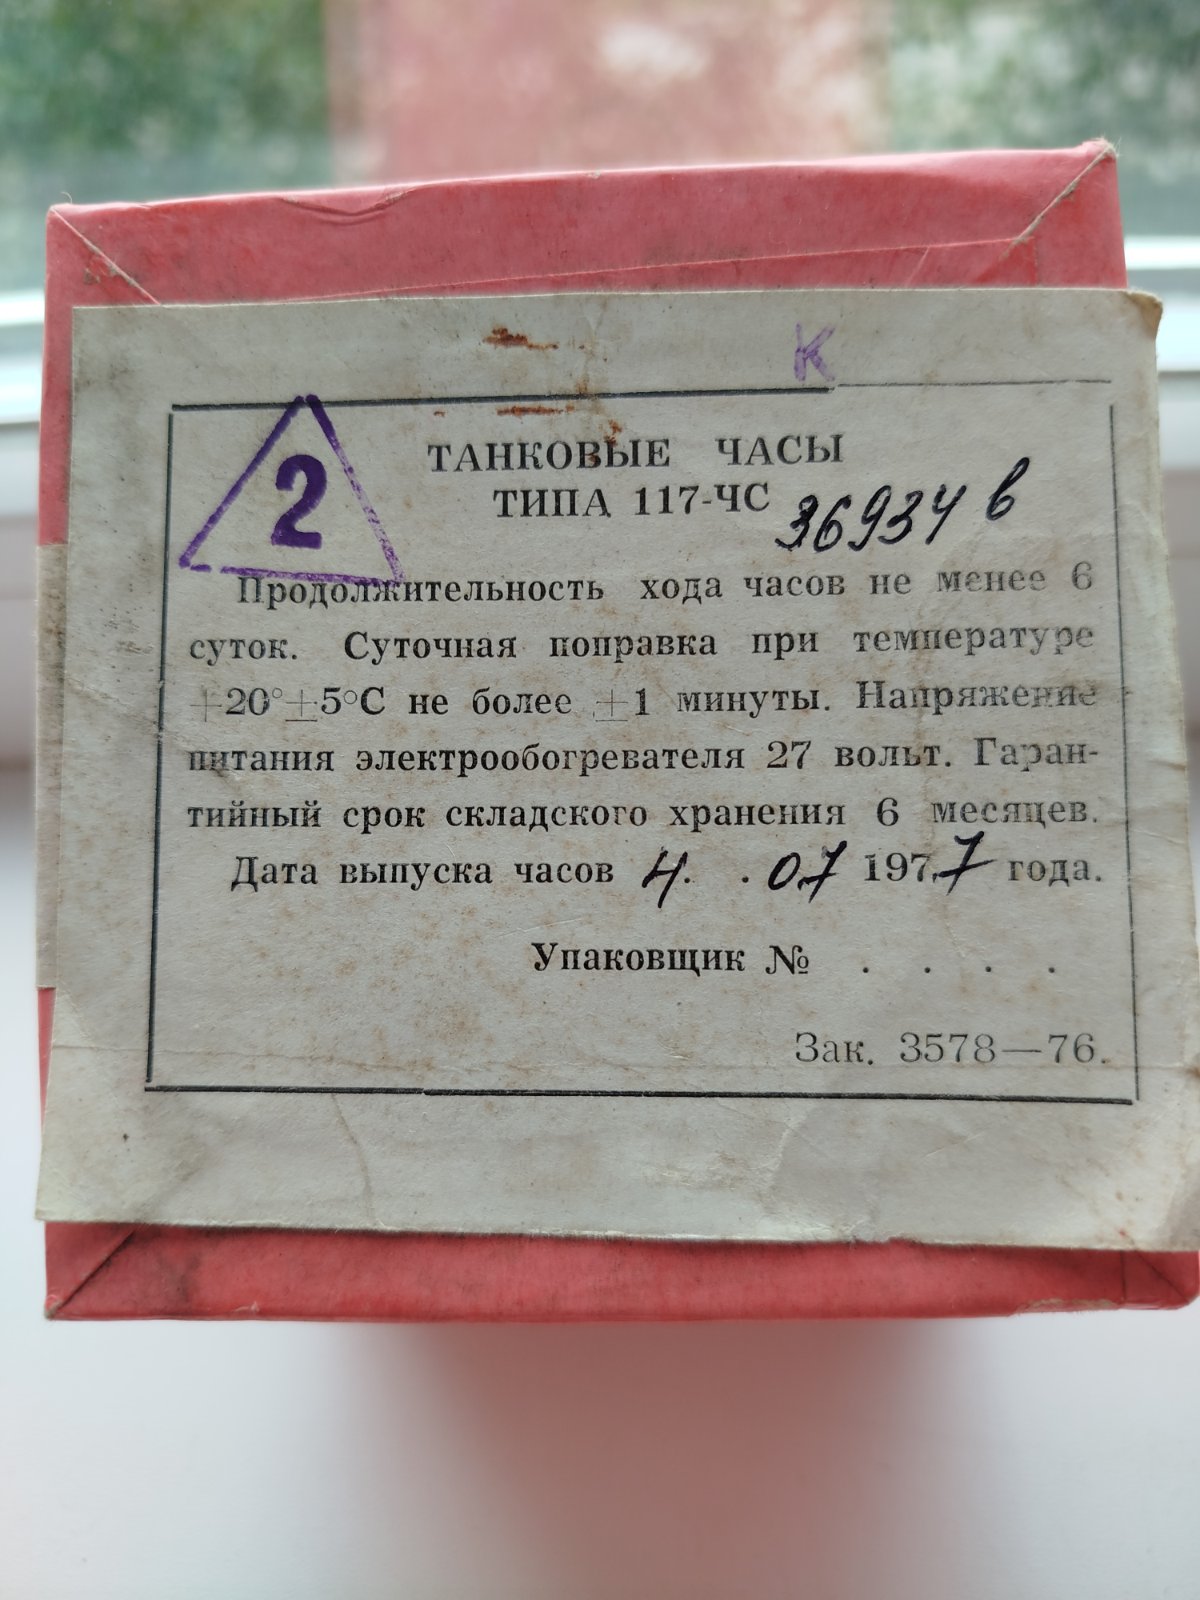 К
2
ТАНКОВЫЕ ЧАСЫ
ТИПА 117-ЧС 36934 в
Продолжительность хода часов не менее 6
суток. Суточная поправка при температуре
+20°±5°С не более ±1 минуты. Напряжение
питания электрообогревателя 27 вольт. Гаран-
тийный срок складского хранения 6 месяцев.
Дата выпуска часов 4. .07 1977 года.
Упаковщик № . . . .
Зак. 3578—76.